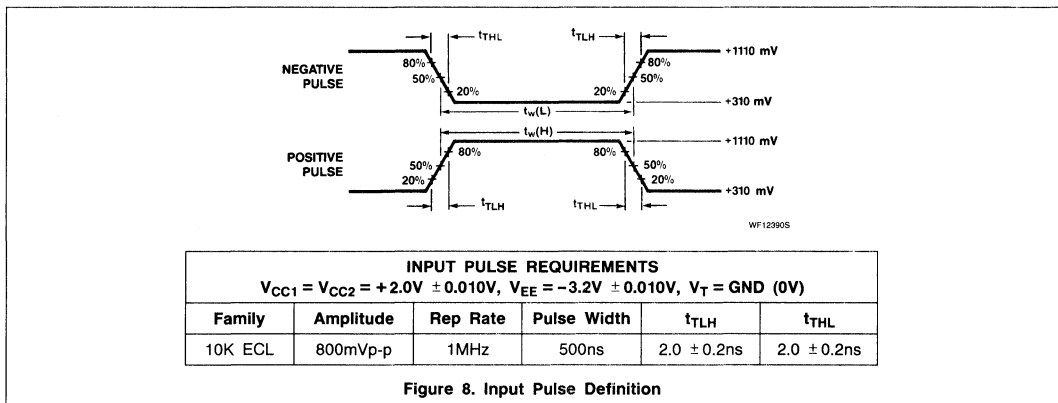 tTHL tTLH
+1110 mV
NEGATIVE PULSE
80% 80%
50% 50%
20% 20%
+310 mV
tw(L)
tw(H)
+1110 mV
POSITIVE PULSE
80% 80%
50% 50%
20% 20%
+310 mV
tTLH tTHL
WF12390S
INPUT PULSE REQUIREMENTS
VCC1 = VCC2 = +2.0V ±0.010V, VEE = −3.2V ±0.010V, VT = GND (0V)
Family Amplitude Rep Rate Pulse Width tTLH tTHL
10K ECL 800mVp-p 1MHz 500ns 2.0 ±0.2ns 2.0 ±0.2ns
Figure 8. Input Pulse Definition